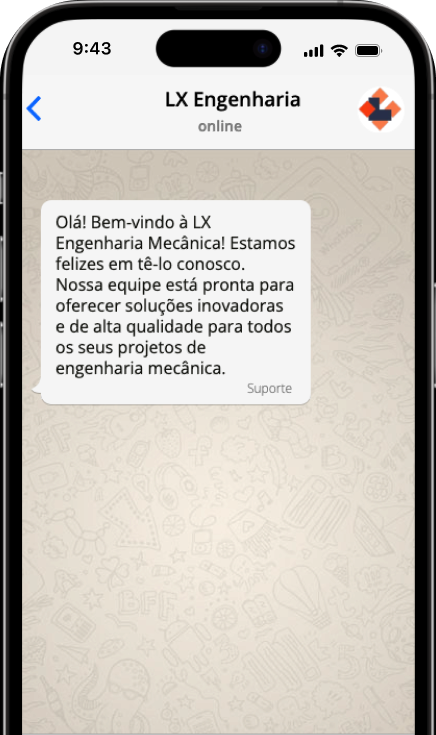 9:43
LX Engenharia
online
Olá! Bem-vindo à LX
Engenharia Mecânica! Estamos
felizes em tê-lo conosco.
Nossa equipe está pronta para
oferecer soluções inovadoras
e de alta qualidade para todos
os seus projetos de
engenharia mecânica.
Suporte
BFF